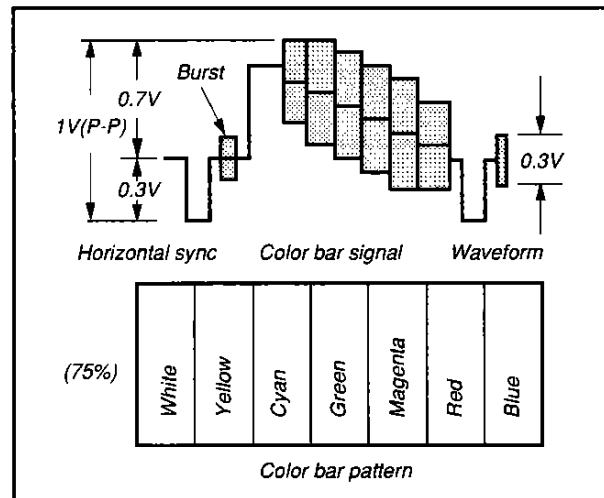 Burst
0.7V
1V(P-P)
0.3V
0.3V
Horizontal sync
Color bar signal
Waveform
(75%)
White
Yellow
Cyan
Green
Magenta
Red
Blue
Color bar pattern